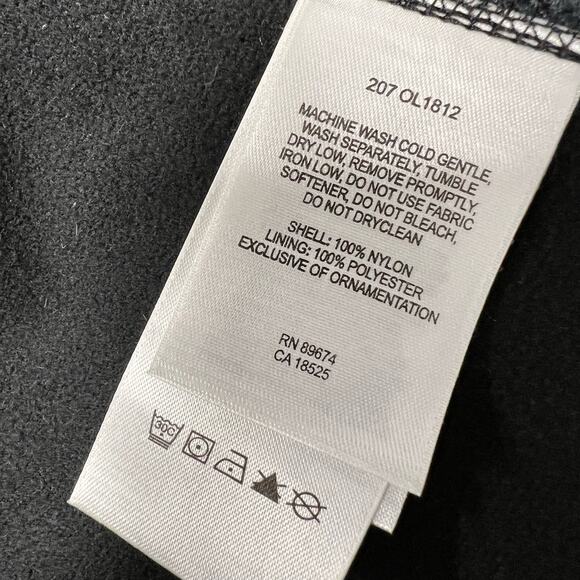 207 OL1812
MACHINE WASH COLD GENTLE,
WASH SEPARATELY, TUMBLE
DRY LOW, REMOVE PROMPTLY,
IRON LOW, DO NOT USE FABRIC
SOFTENER, DO NOT BLEACH,
DO NOT DRYCLEAN
SHELL: 100% NYLON
LINING: 100% POLYESTER
EXCLUSIVE OF ORNAMENTATION
RN 89674
CA 18525
30C